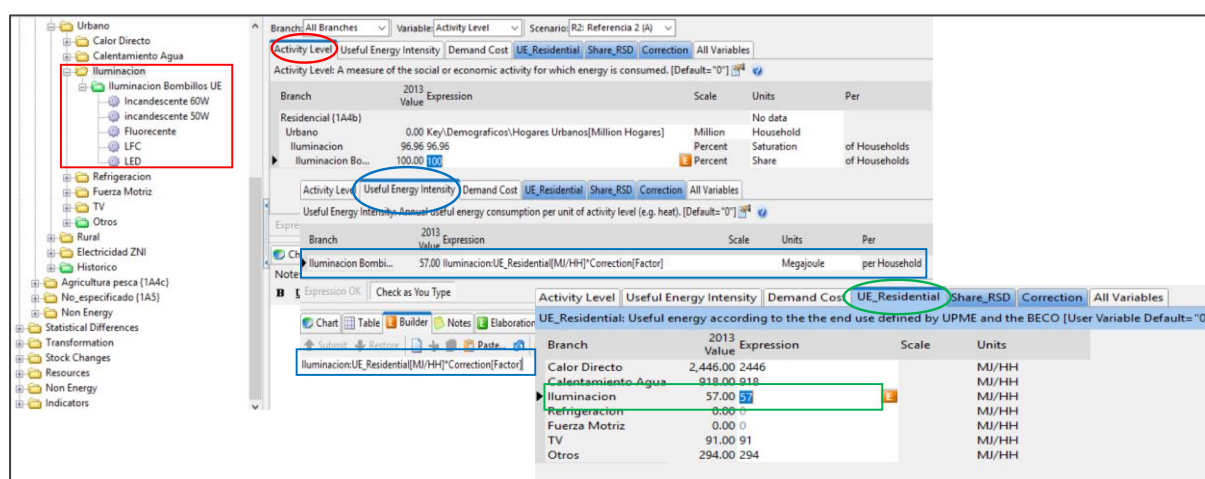 Urbano
Calor Directo
Calentamiento Agua
Iluminacion
Iluminacion Bombillos UE
Incandescente 60W
incandescente 50W
Fluorecente
LFC
LED
Refrigeracion
Fuerza Motriz
TV
Otros
Rural
Electricidad ZNI
Historico
Agricultura pesca {1A4c}
No_especificado {1A5}
Non Energy
Statistical Differences
Transformation
Stock Changes
Resources
Non Energy
Indicators
Branch: All Branches Variable: Activity Level Scenario: R2: Referencia 2 (A)
Activity Level Useful Energy Intensity Demand Cost UE_Residential Share_RSD Correction All Variables
Activity Level: A measure of the social or economic activity for which energy is consumed. [Default="0"]
Branch 2013 Value Expression Scale Units Per
Residencial {1A4b} No data
Urbano 0.00 Key\Demograficos\Hogares Urbanos[Million Hogares] Million Household
Iluminacion 96.96 96.96 Percent Saturation of Households
Iluminacion Bo... 100.00 100 E Percent Share of Households
Activity Level Useful Energy Intensity Demand Cost UE_Residential Share_RSD Correction All Variables
Useful Energy Intensity: Annual useful energy consumption per unit of activity level (e.g. heat). [Default="0"]
Expre
Branch 2013 Value Expression Scale Units Per
Ch
Iluminacion Bombi... 57.00 Iluminacion:UE_Residential[MJ/HH]*Correction[Factor] Megajoule per Household
Note
B I Expression OK Check as You Type
Chart Table E Builder Notes E Elaboration
Submit Restore Paste...
Iluminacion:UE_Residential[MJ/HH]*Correction[Factor]
Activity Level Useful Energy Intensity Demand Cost UE_Residential Share_RSD Correction All Variables
UE_Residential: Useful energy according to the the end use defined by UPME and the BECO [User Variable Default="0
Branch 2013 Value Expression Scale Units
Calor Directo 2,446.00 2446 MJ/HH
Calentamiento Agua 918.00 918 MJ/HH
Iluminacion 57.00 57 E MJ/HH
Refrigeracion 0.00 0 MJ/HH
Fuerza Motriz 0.00 0 MJ/HH
TV 91.00 91 MJ/HH
Otros 294.00 294 MJ/HH